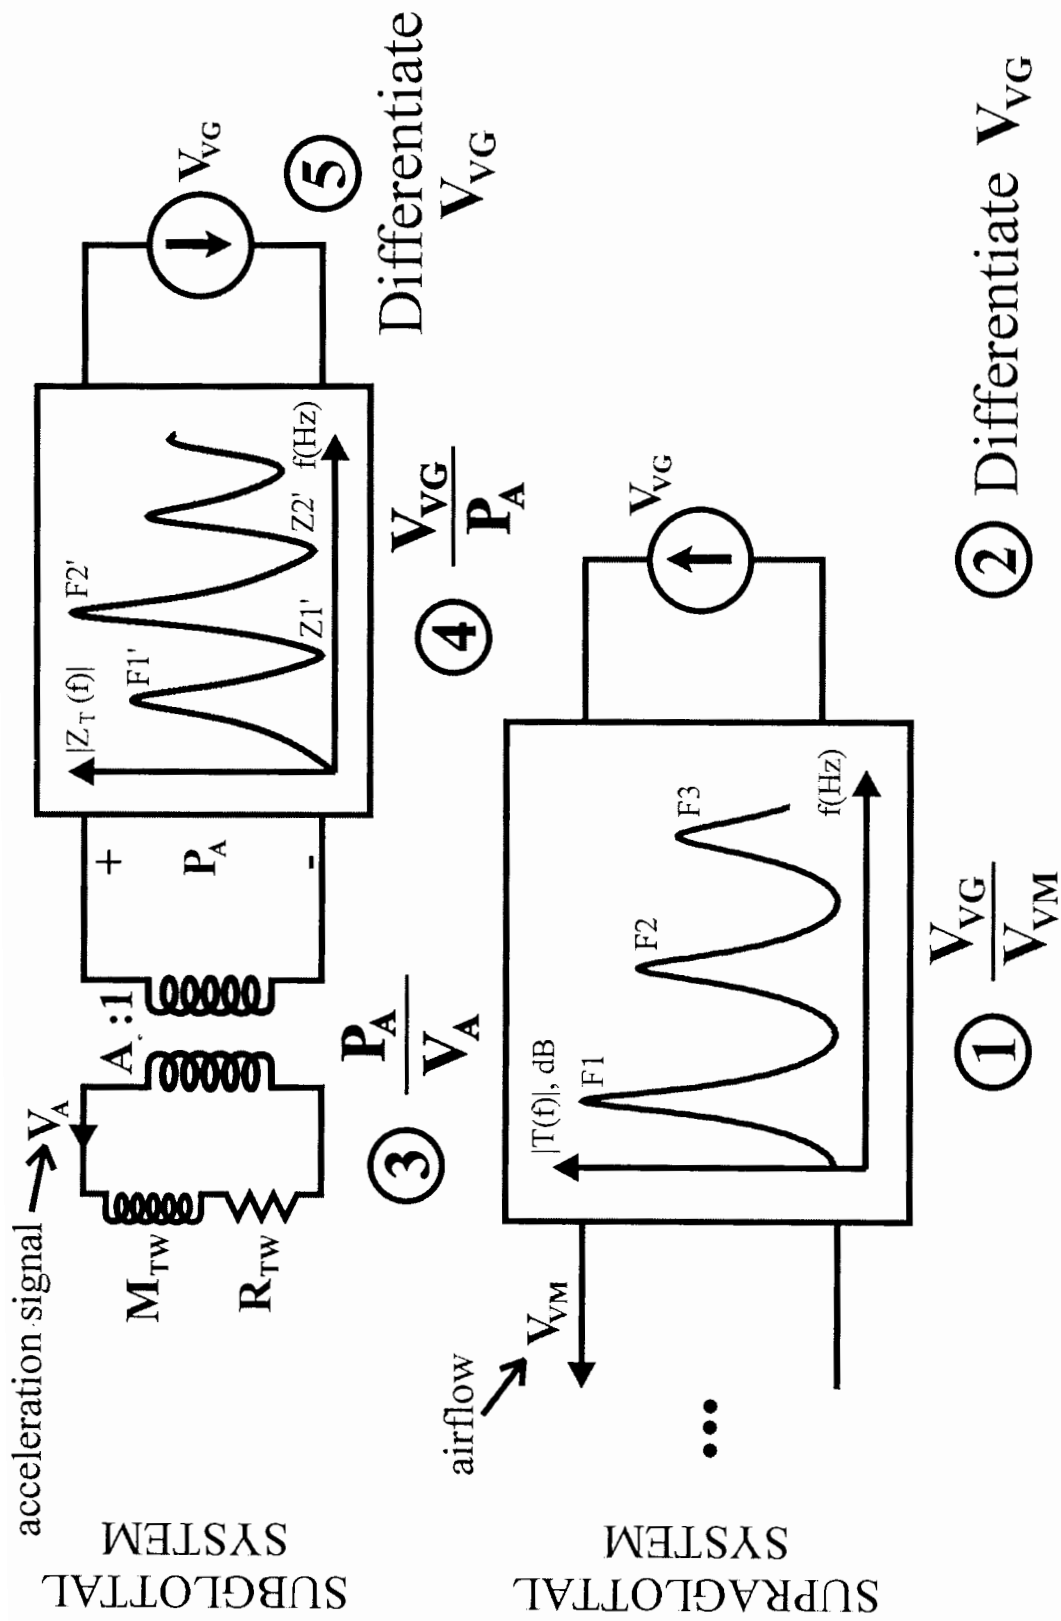 SUBGLOTTAL
SYSTEM
acceleration signal
V_A
M_TW
R_TW
A :1
+
P_A
-
|Z_T (f)|
F1'
F2'
Z1'
Z2'
f(Hz)
V_VG
③ P_A / V_A
④ V_VG / P_A
⑤
Differentiate
V_VG
SUPRAGLOTTAL
SYSTEM
airflow
V_VM
...
|T(f)|, dB
F1
F2
F3
f(Hz)
V_VG
① V_VG / V_VM
② Differentiate V_VG